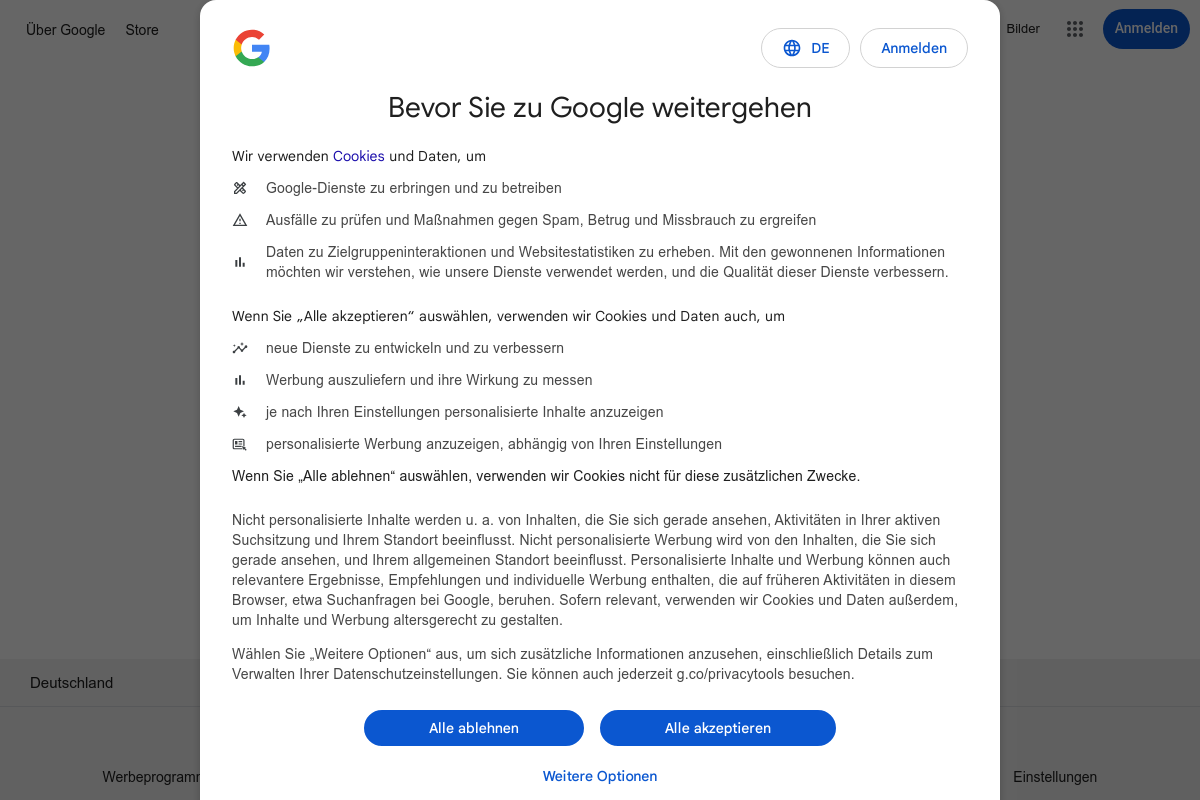 Über Google Store
Bilder
Anmelden
DE
Anmelden
Bevor Sie zu Google weitergehen
Wir verwenden Cookies und Daten, um
Google-Dienste zu erbringen und zu betreiben
Ausfälle zu prüfen und Maßnahmen gegen Spam, Betrug und Missbrauch zu ergreifen
Daten zu Zielgruppeninteraktionen und Websitestatistiken zu erheben. Mit den gewonnenen Informationen
möchten wir verstehen, wie unsere Dienste verwendet werden, und die Qualität dieser Dienste verbessern.
Wenn Sie „Alle akzeptieren“ auswählen, verwenden wir Cookies und Daten auch, um
neue Dienste zu entwickeln und zu verbessern
Werbung auszuliefern und ihre Wirkung zu messen
je nach Ihren Einstellungen personalisierte Inhalte anzuzeigen
personalisierte Werbung anzuzeigen, abhängig von Ihren Einstellungen
Wenn Sie „Alle ablehnen“ auswählen, verwenden wir Cookies nicht für diese zusätzlichen Zwecke.
Nicht personalisierte Inhalte werden u. a. von Inhalten, die Sie sich gerade ansehen, Aktivitäten in Ihrer aktiven
Suchsitzung und Ihrem Standort beeinflusst. Nicht personalisierte Werbung wird von den Inhalten, die Sie sich
gerade ansehen, und Ihrem allgemeinen Standort beeinflusst. Personalisierte Inhalte und Werbung können auch
relevantere Ergebnisse, Empfehlungen und individuelle Werbung enthalten, die auf früheren Aktivitäten in diesem
Browser, etwa Suchanfragen bei Google, beruhen. Sofern relevant, verwenden wir Cookies und Daten außerdem,
um Inhalte und Werbung altersgerecht zu gestalten.
Wählen Sie „Weitere Optionen“ aus, um sich zusätzliche Informationen anzusehen, einschließlich Details zum
Verwalten Ihrer Datenschutzeinstellungen. Sie können auch jederzeit g.co/privacytools besuchen.
Alle ablehnen
Alle akzeptieren
Weitere Optionen
Deutschland
Werbeprogram
Einstellungen